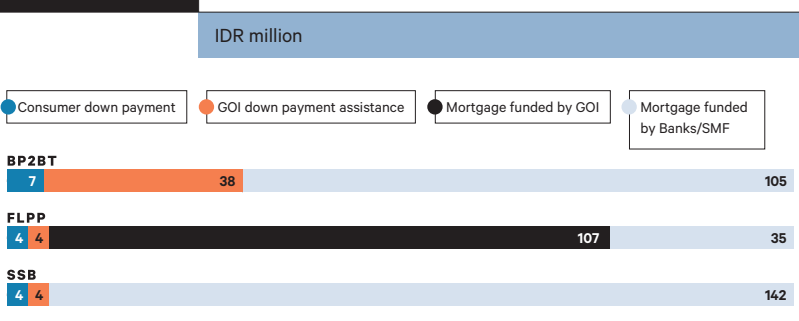 IDR million
Consumer down payment
GOI down payment assistance
Mortgage funded by GOI
Mortgage funded
by Banks/SMF
BP2BT
7 38 105
FLPP
4 4 107 35
SSB
4 4 142